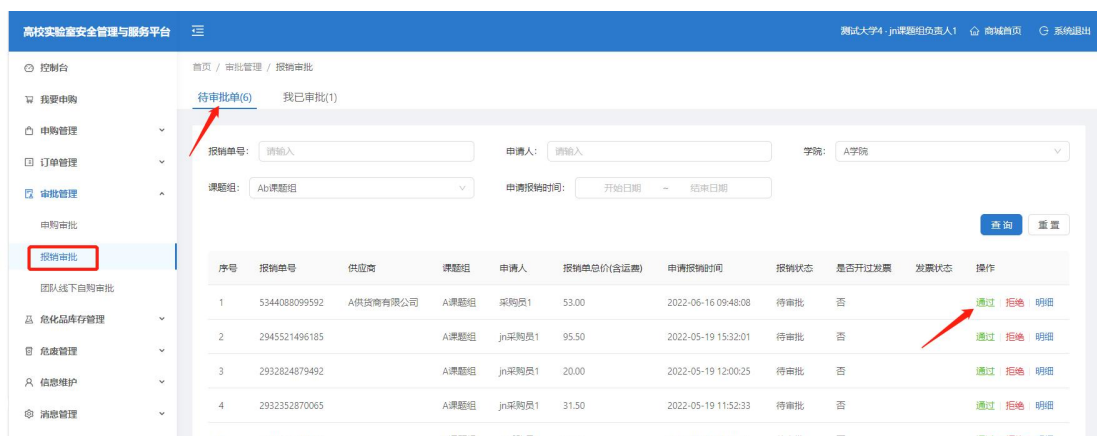 高校实验室安全管理与服务平台 测试大学4 - jn课题组负责人1 商城首页 系统退出
控制台 首页 / 审批管理 / 报销审批
我要申购 待审批单(6) 我已审批(1)
申购管理
订单管理 报销单号: 请输入 申请人: 请输入 学院: A学院
审批管理 课题组: Ab课题组 申请报销时间: 开始日期 ~ 结束日期
申购审批 查询 重置
报销审批 序号 报销单号 供应商 课题组 申请人 报销单总价(含运费) 申请报销时间 报销状态 是否开过发票 发票状态 操作
团队线下自购审批 1 5344088099592 A供货商有限公司 A课题组 采购员1 53.00 2022-06-16 09:48:08 待审批 否 通过 拒绝 明细
危化品库存管理 2 2945521496185 A课题组 jn采购员1 95.50 2022-05-19 15:32:01 待审批 否 通过 拒绝 明细
危废管理 3 2932824879492 A课题组 jn采购员1 20.00 2022-05-19 12:00:25 待审批 否 通过 拒绝 明细
信息维护
消息管理 4 2932352870065 A课题组 jn采购员1 31.50 2022-05-19 11:52:33 待审批 否 通过 拒绝 明细